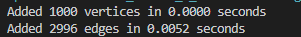 Added 1000 vertices in 0.0000 seconds
Added 2996 edges in 0.0052 seconds